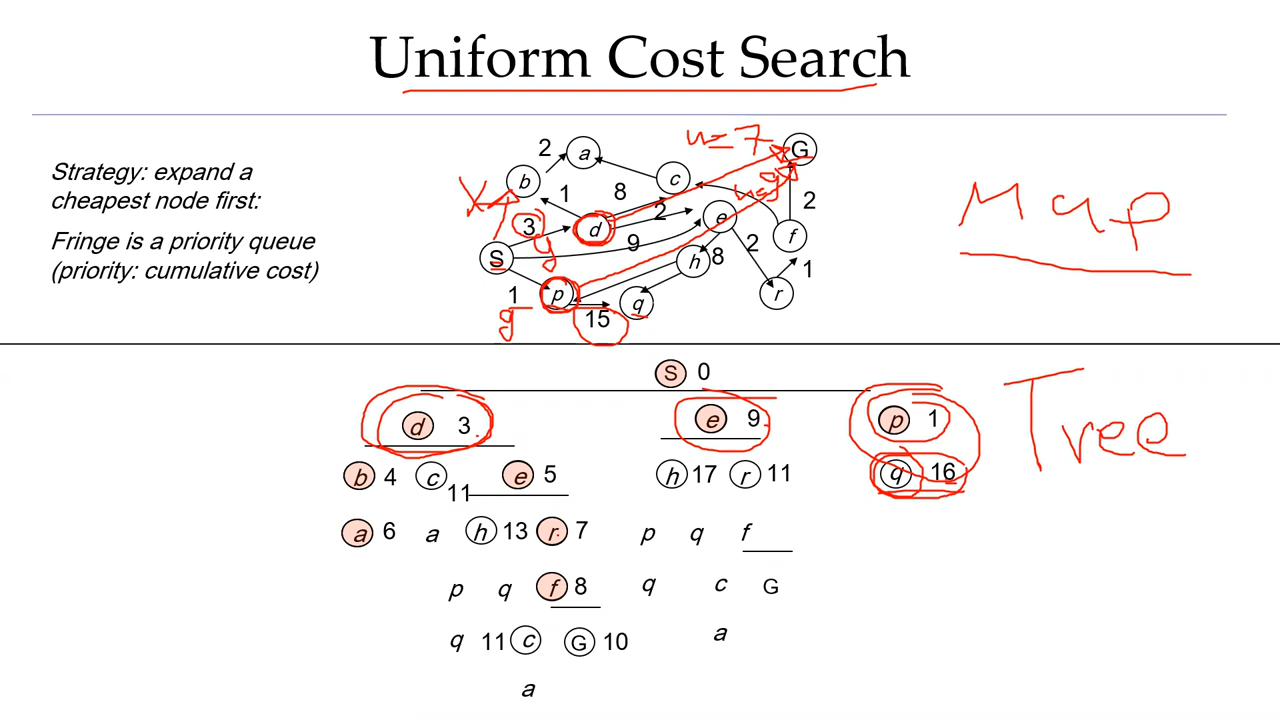 Uniform Cost Search
Strategy: expand a
cheapest node first:
Fringe is a priority queue
(priority: cumulative cost)
h=7
G
2 a
b 1 8 c
2 e 2
3 d 9 f
S g h 8 2
1 p q r 1
g 15
Map
S 0
d 3 e 9 p 1
Tree
b 4 c 11 e 5 h 17 r 11 q 16
a 6 a h 13 r 7 p q f
p q f 8 q c G
q 11 c G 10 a
a